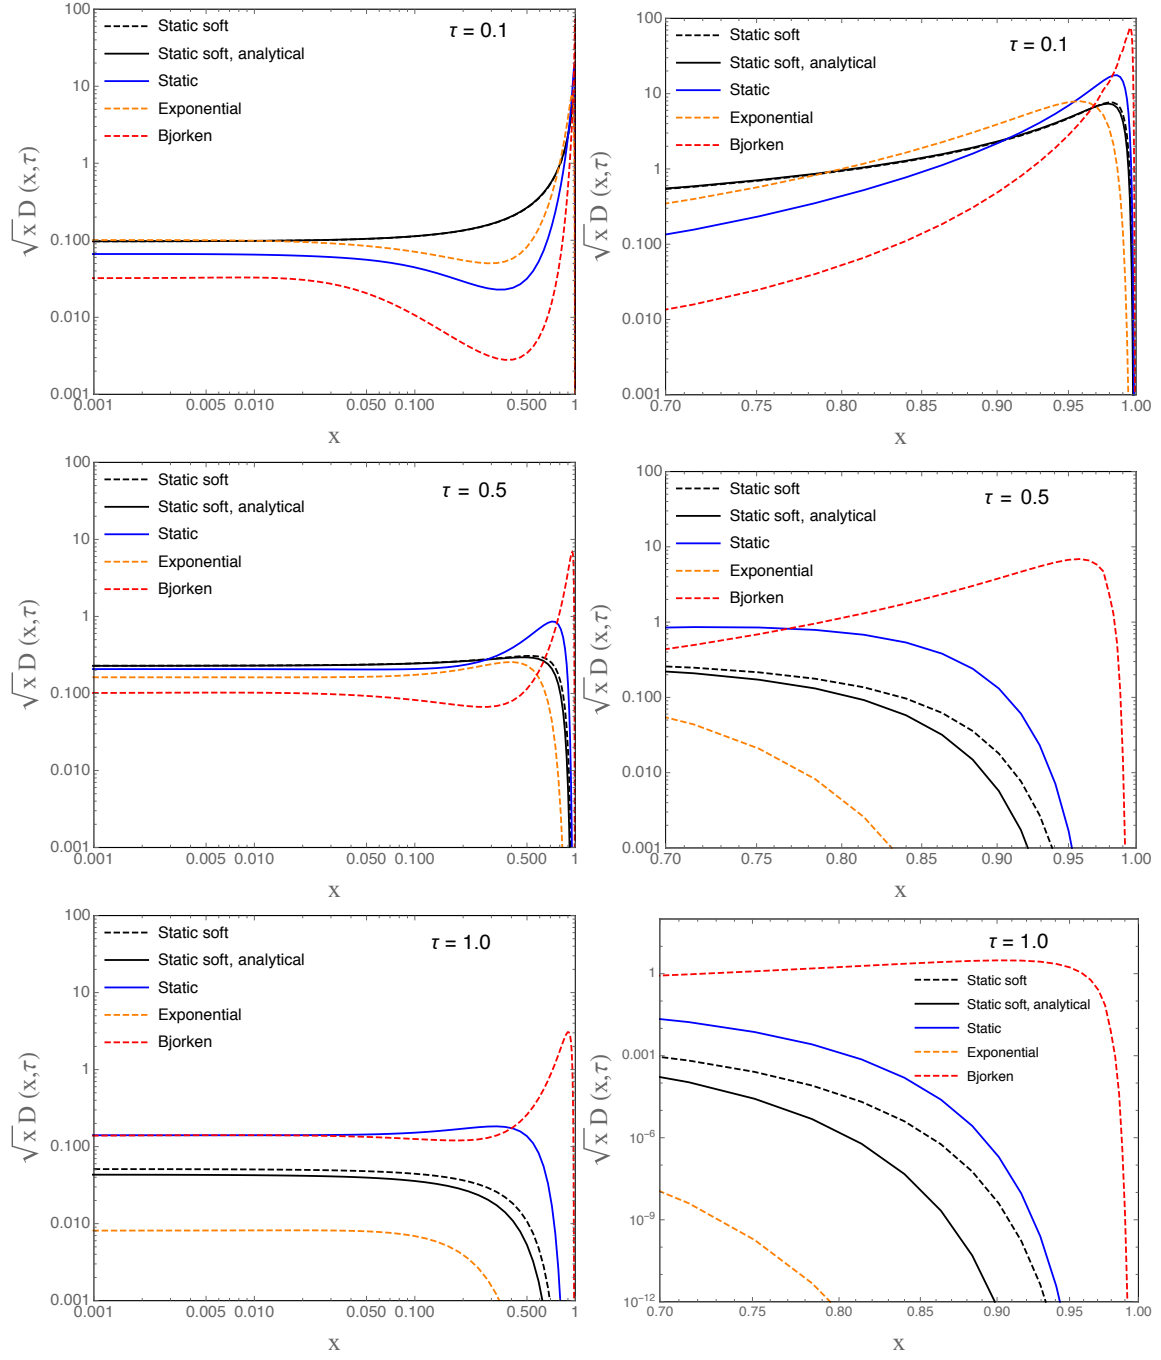 100
10
1
0.100
0.010
0.001
√x D (x,τ)
Static soft
Static soft, analytical
Static
Exponential
Bjorken
τ = 0.1
0.001 0.005 0.010 0.050 0.100 0.500 1
x
100
10
1
0.100
0.010
0.001
√x D (x,τ)
Static soft
Static soft, analytical
Static
Exponential
Bjorken
τ = 0.1
0.70 0.75 0.80 0.85 0.90 0.95 1.00
x
100
10
1
0.100
0.010
0.001
√x D (x,τ)
Static soft
Static soft, analytical
Static
Exponential
Bjorken
τ = 0.5
0.001 0.005 0.010 0.050 0.100 0.500 1
x
100
10
1
0.100
0.010
0.001
√x D (x,τ)
Static soft
Static soft, analytical
Static
Exponential
Bjorken
τ = 0.5
0.70 0.75 0.80 0.85 0.90 0.95 1.00
x
100
10
1
0.100
0.010
0.001
√x D (x,τ)
Static soft
Static soft, analytical
Static
Exponential
Bjorken
τ = 1.0
0.001 0.005 0.010 0.050 0.100 0.500 1
x
1
0.001
10⁻⁶
10⁻⁹
10⁻¹²
√x D (x,τ)
τ = 1.0
Static soft
Static soft, analytical
Static
Exponential
Bjorken
0.70 0.75 0.80 0.85 0.90 0.95 1.00
x